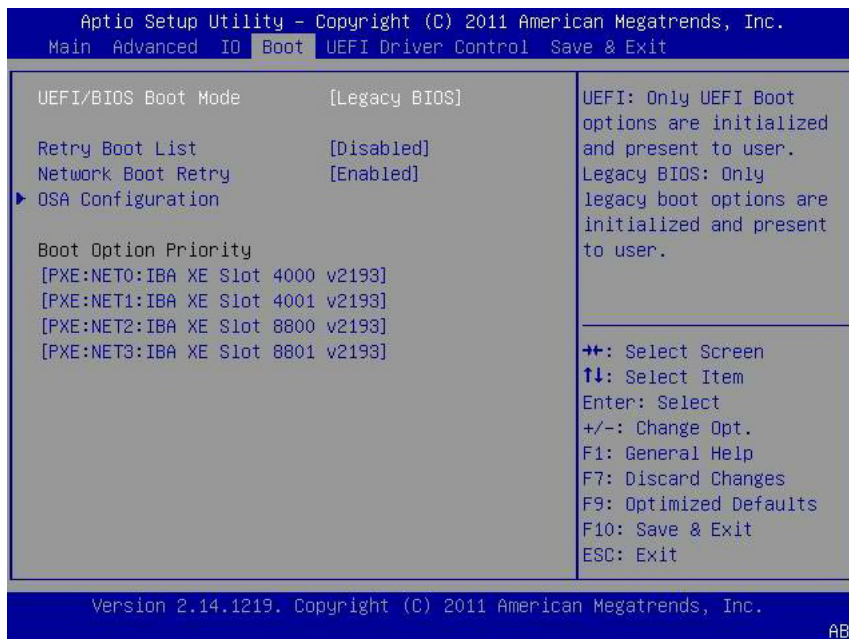 Aptio Setup Utility – Copyright (C) 2011 American Megatrends, Inc.
Main Advanced IO Boot UEFI Driver Control Save & Exit
UEFI/BIOS Boot Mode [Legacy BIOS]
Retry Boot List [Disabled]
Network Boot Retry [Enabled]
OSA Configuration
Boot Option Priority
[PXE:NET0:IBA XE Slot 4000 v2193]
[PXE:NET1:IBA XE Slot 4001 v2193]
[PXE:NET2:IBA XE Slot 8800 v2193]
[PXE:NET3:IBA XE Slot 8801 v2193]
UEFI: Only UEFI Boot
options are initialized
and present to user.
Legacy BIOS: Only
legacy boot options are
initialized and present
to user.
→←: Select Screen
↑↓: Select Item
Enter: Select
+/-: Change Opt.
F1: General Help
F7: Discard Changes
F9: Optimized Defaults
F10: Save & Exit
ESC: Exit
Version 2.14.1219. Copyright (C) 2011 American Megatrends, Inc.
AB